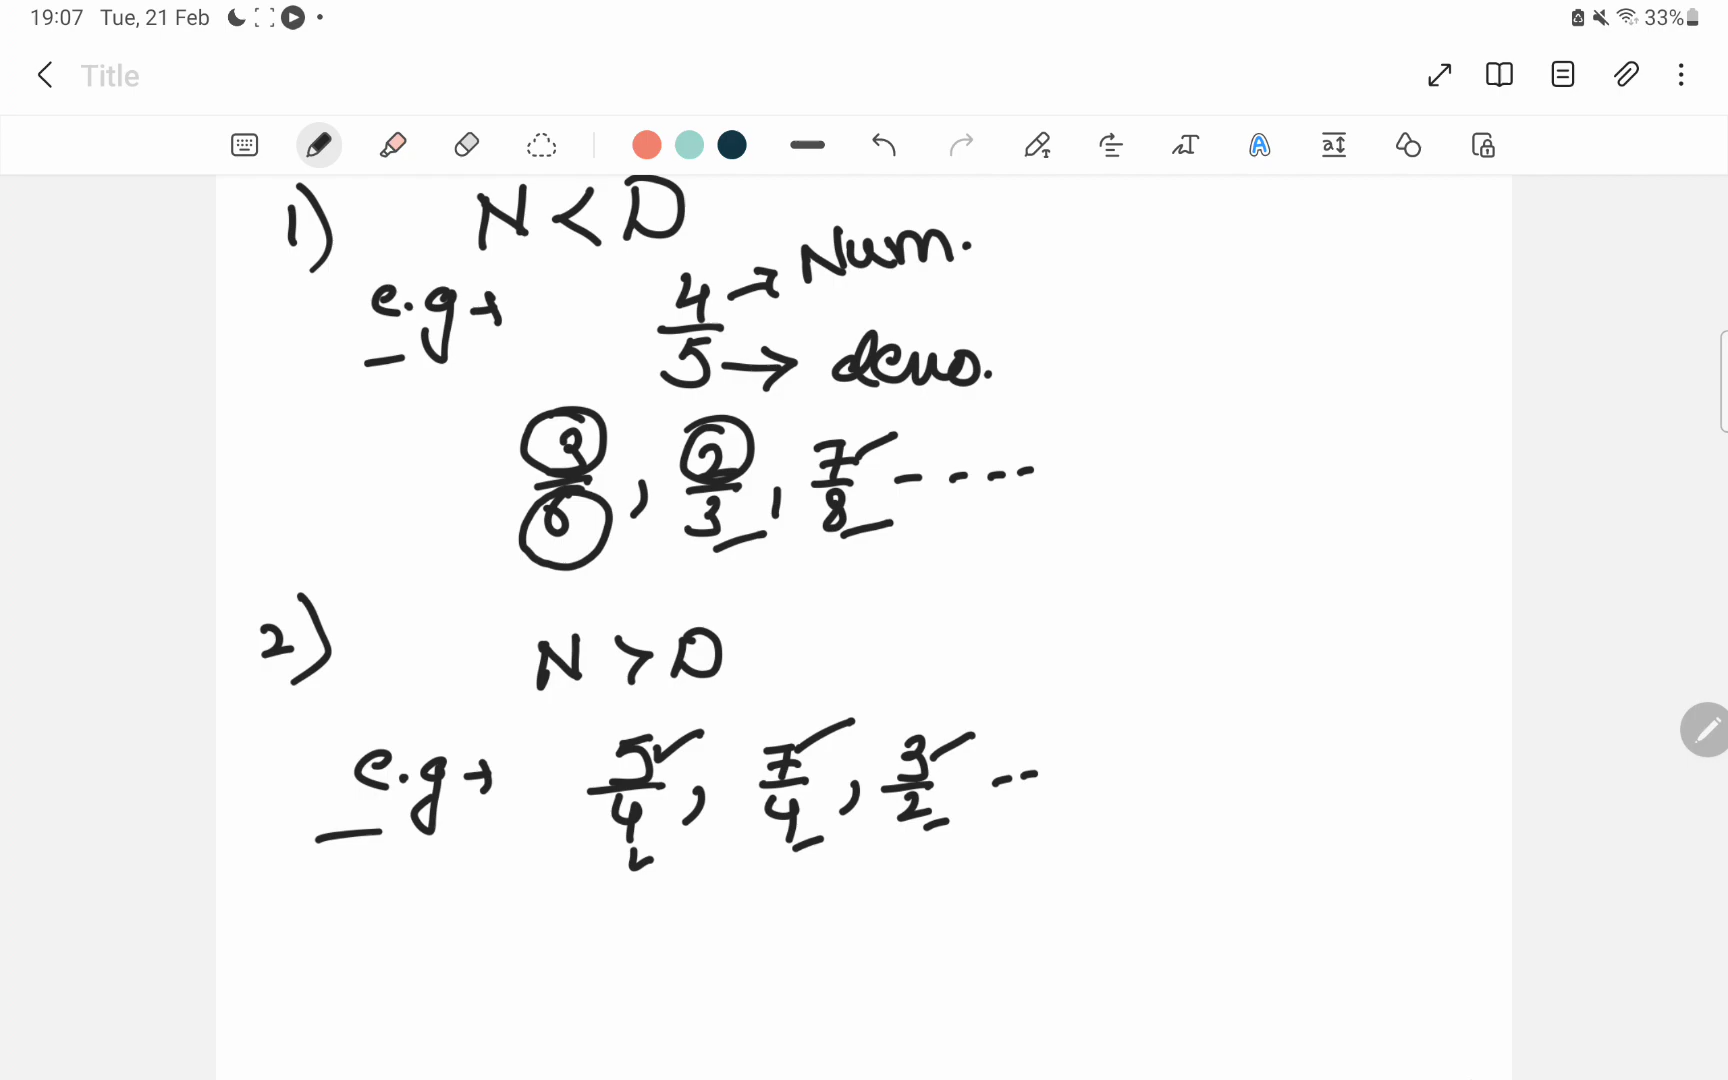 19:07 Tue, 21 Feb 33%
Title
1) N < D
e.g → 4/5 → Num.
→ deno.
/6 , 2/3 , 7/8 - - - - -
2) N > D
e.g → 5/4 , 7/4 , 3/2 - -